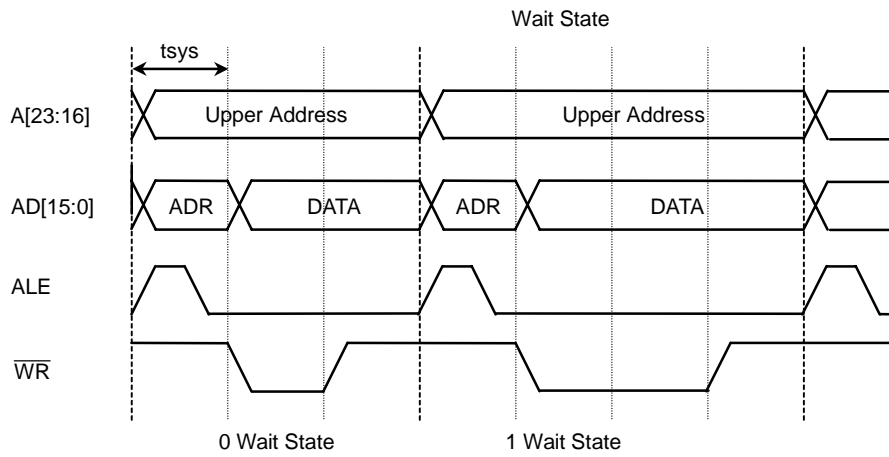 Wait State
tsys
A[23:16]
Upper Address
Upper Address
AD[15:0]
ADR
DATA
ADR
DATA
ALE
WR
0 Wait State
1 Wait State